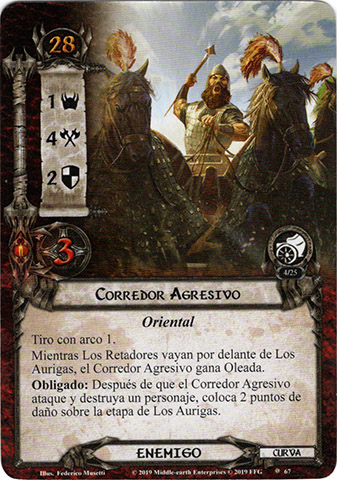 28
1
4
2
3
4/25
CORREDOR AGRESIVO
Oriental
Tiro con arco 1.
Mientras Los Retadores vayan por delante de Los
Aurigas, el Corredor Agresivo gana Oleada.
Obligado: Después de que el Corredor Agresivo
ataque y destruya un personaje, coloca 2 puntos de
daño sobre la etapa de Los Aurigas.
ENEMIGO
CURVA
Illus. Federico Musetti © 2019 Middle-earth Enterprises © 2019 FFG 67